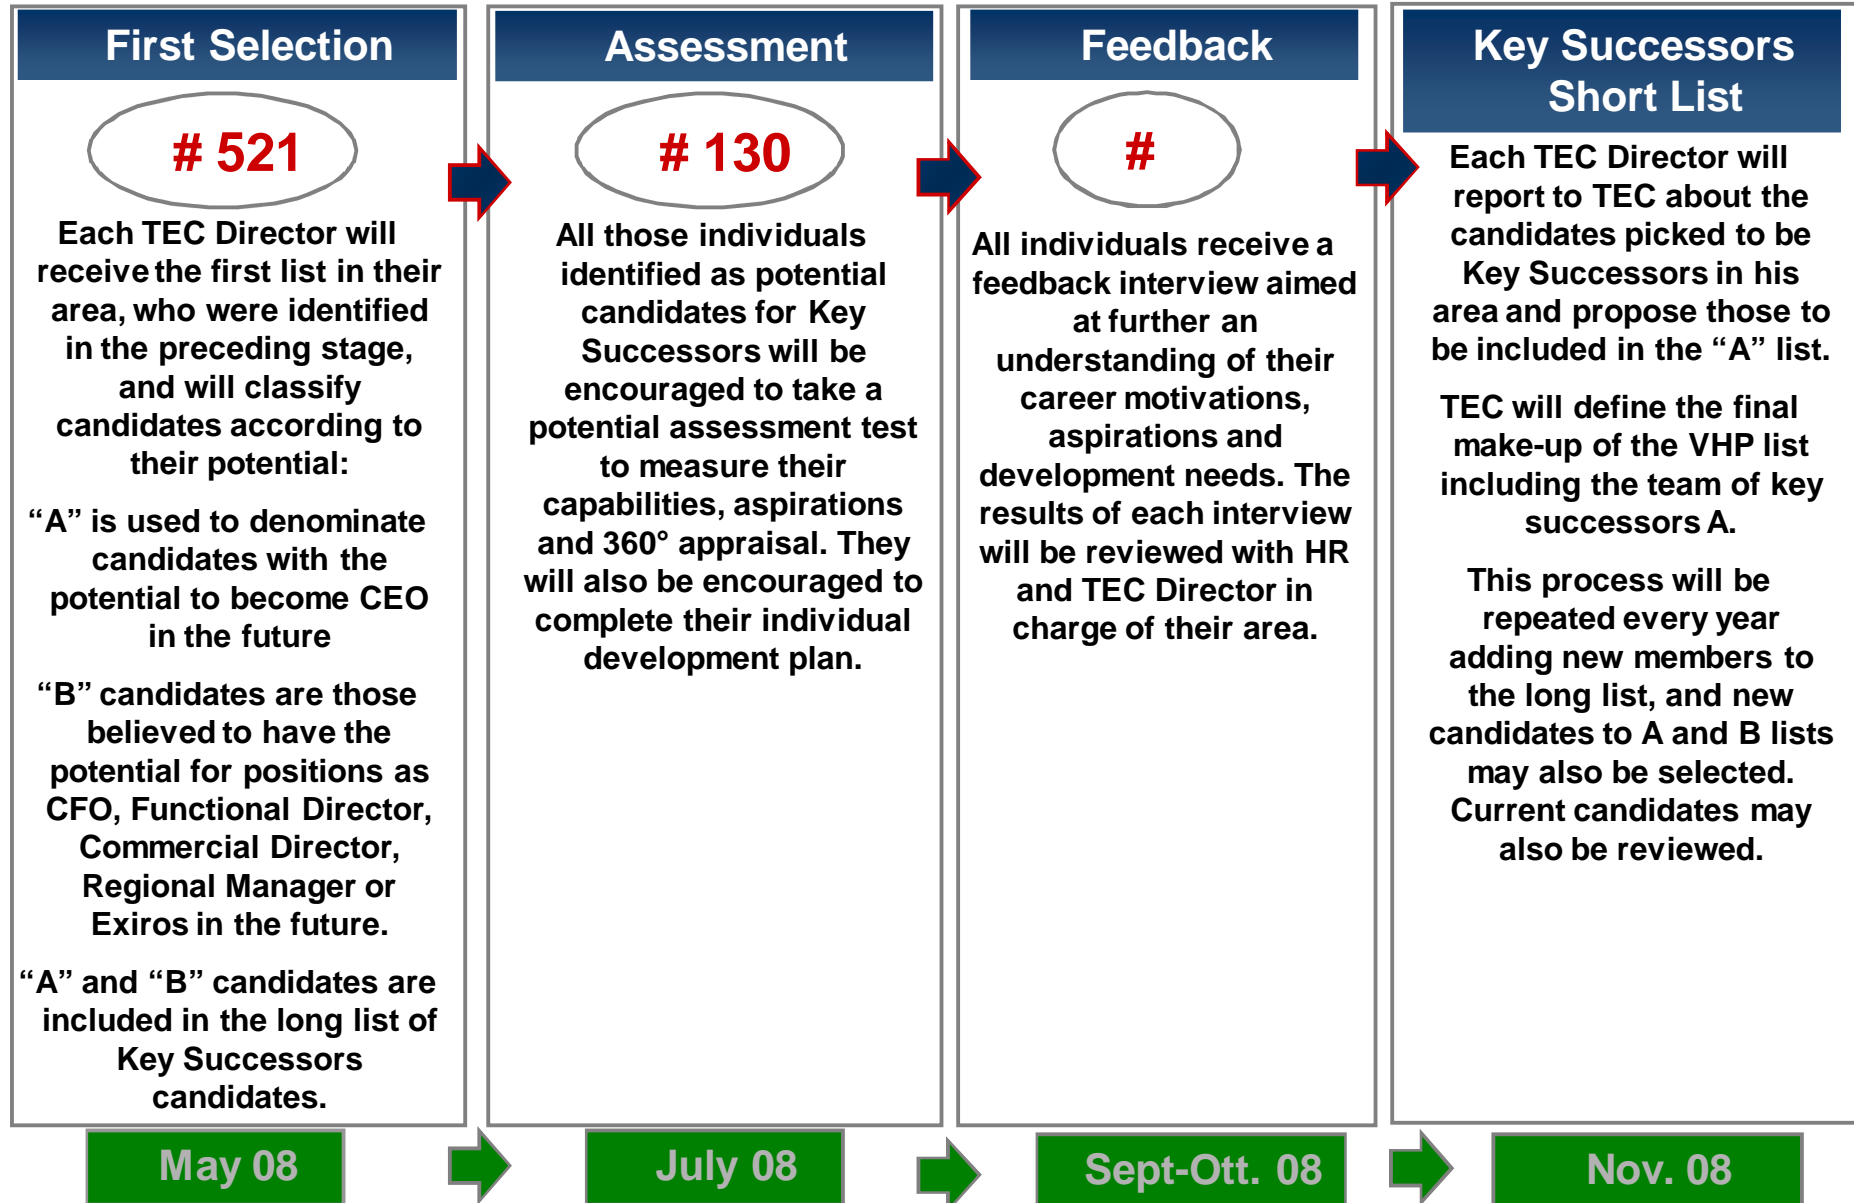 First Selection
# 521
Each TEC Director will
receive the first list in their
area, who were identified
in the preceding stage,
and will classify
candidates according to
their potential:
“A” is used to denominate
candidates with the
potential to become CEO
in the future
“B” candidates are those
believed to have the
potential for positions as
CFO, Functional Director,
Commercial Director,
Regional Manager or
Exiros in the future.
“A” and “B” candidates are
included in the long list of
Key Successors
candidates.
May 08
Assessment
# 130
All those individuals
identified as potential
candidates for Key
Successors will be
encouraged to take a
potential assessment test
to measure their
capabilities, aspirations
and 360° appraisal. They
will also be encouraged to
complete their individual
development plan.
July 08
Feedback
#
All individuals receive a
feedback interview aimed
at further an
understanding of their
career motivations,
aspirations and
development needs. The
results of each interview
will be reviewed with HR
and TEC Director in
charge of their area.
Sept-Ott. 08
Key Successors
Short List
Each TEC Director will
report to TEC about the
candidates picked to be
Key Successors in his
area and propose those to
be included in the “A” list.
TEC will define the final
make-up of the VHP list
including the team of key
successors A.
This process will be
repeated every year
adding new members to
the long list, and new
candidates to A and B lists
may also be selected.
Current candidates may
also be reviewed.
Nov. 08